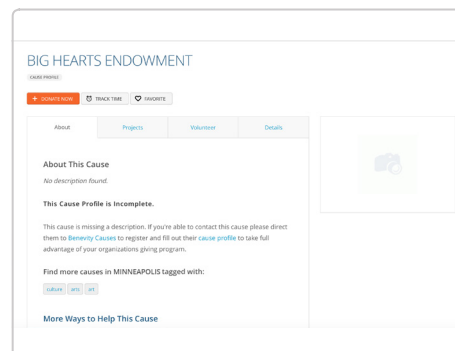 BIG HEARTS ENDOWMENT
CAUSE PROFILE
+ DONATE NOW TRACK TIME FAVORITE
About Projects Volunteer Details
About This Cause
No description found.
This Cause Profile is Incomplete.
This cause is missing a description. If you're able to contact this cause please direct
them to Benevity Causes to register and fill out their cause profile to take full
advantage of your organizations giving program.
Find more causes in MINNEAPOLIS tagged with:
culture arts art
More Ways to Help This Cause